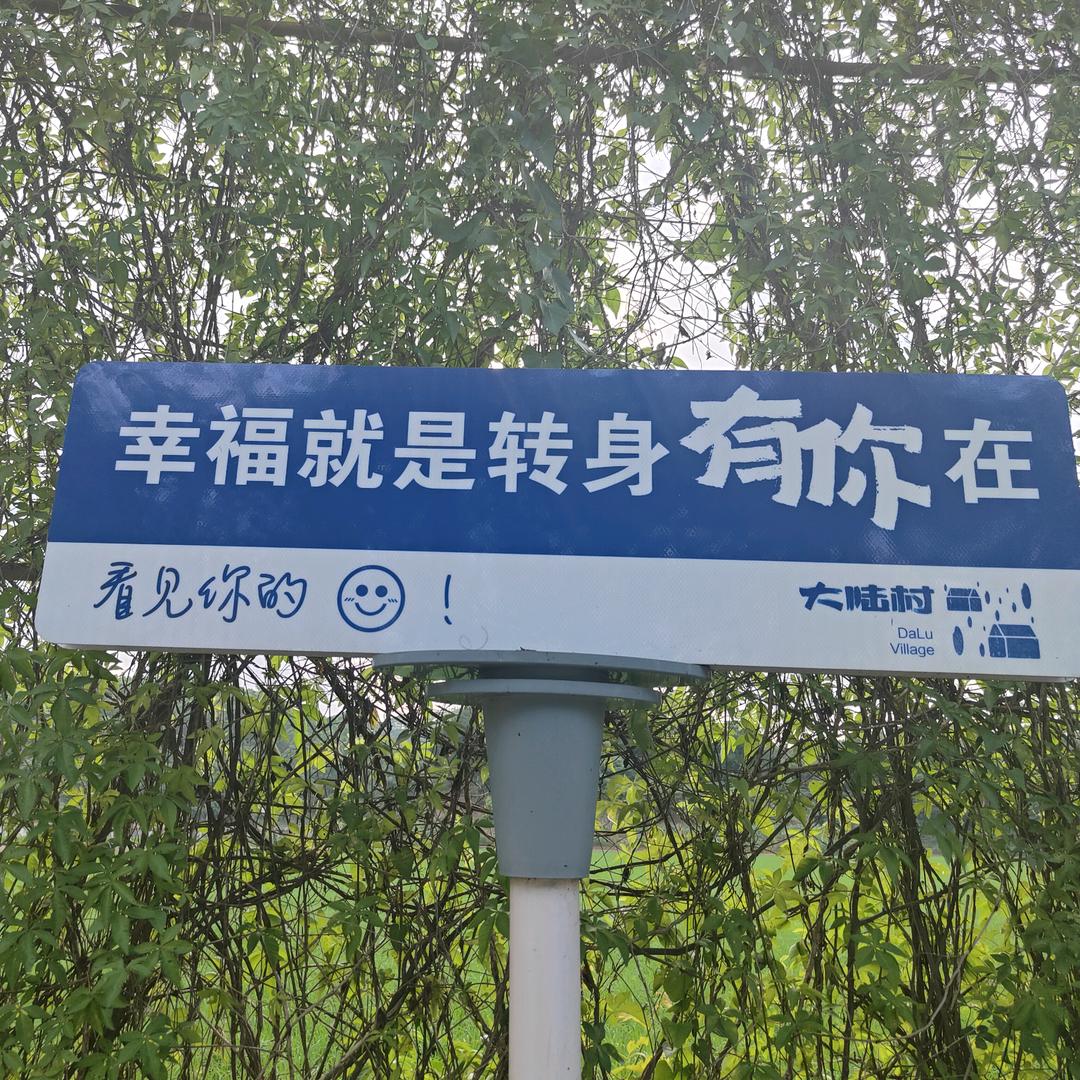 幸福就是转身有你在
看见你的 !
大陆村
DaLu
Village